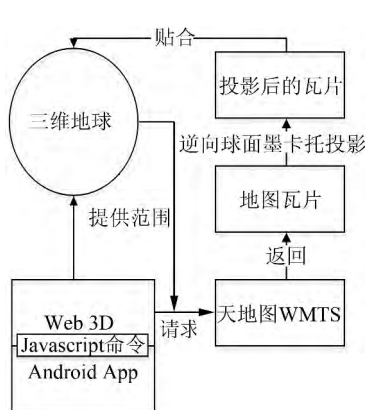 贴合
三维地球
投影后的瓦片
逆向球面墨卡托投影
提供范围
地图瓦片
返回
Web 3D
Javascript命令
Android App
请求
天地图WMTS